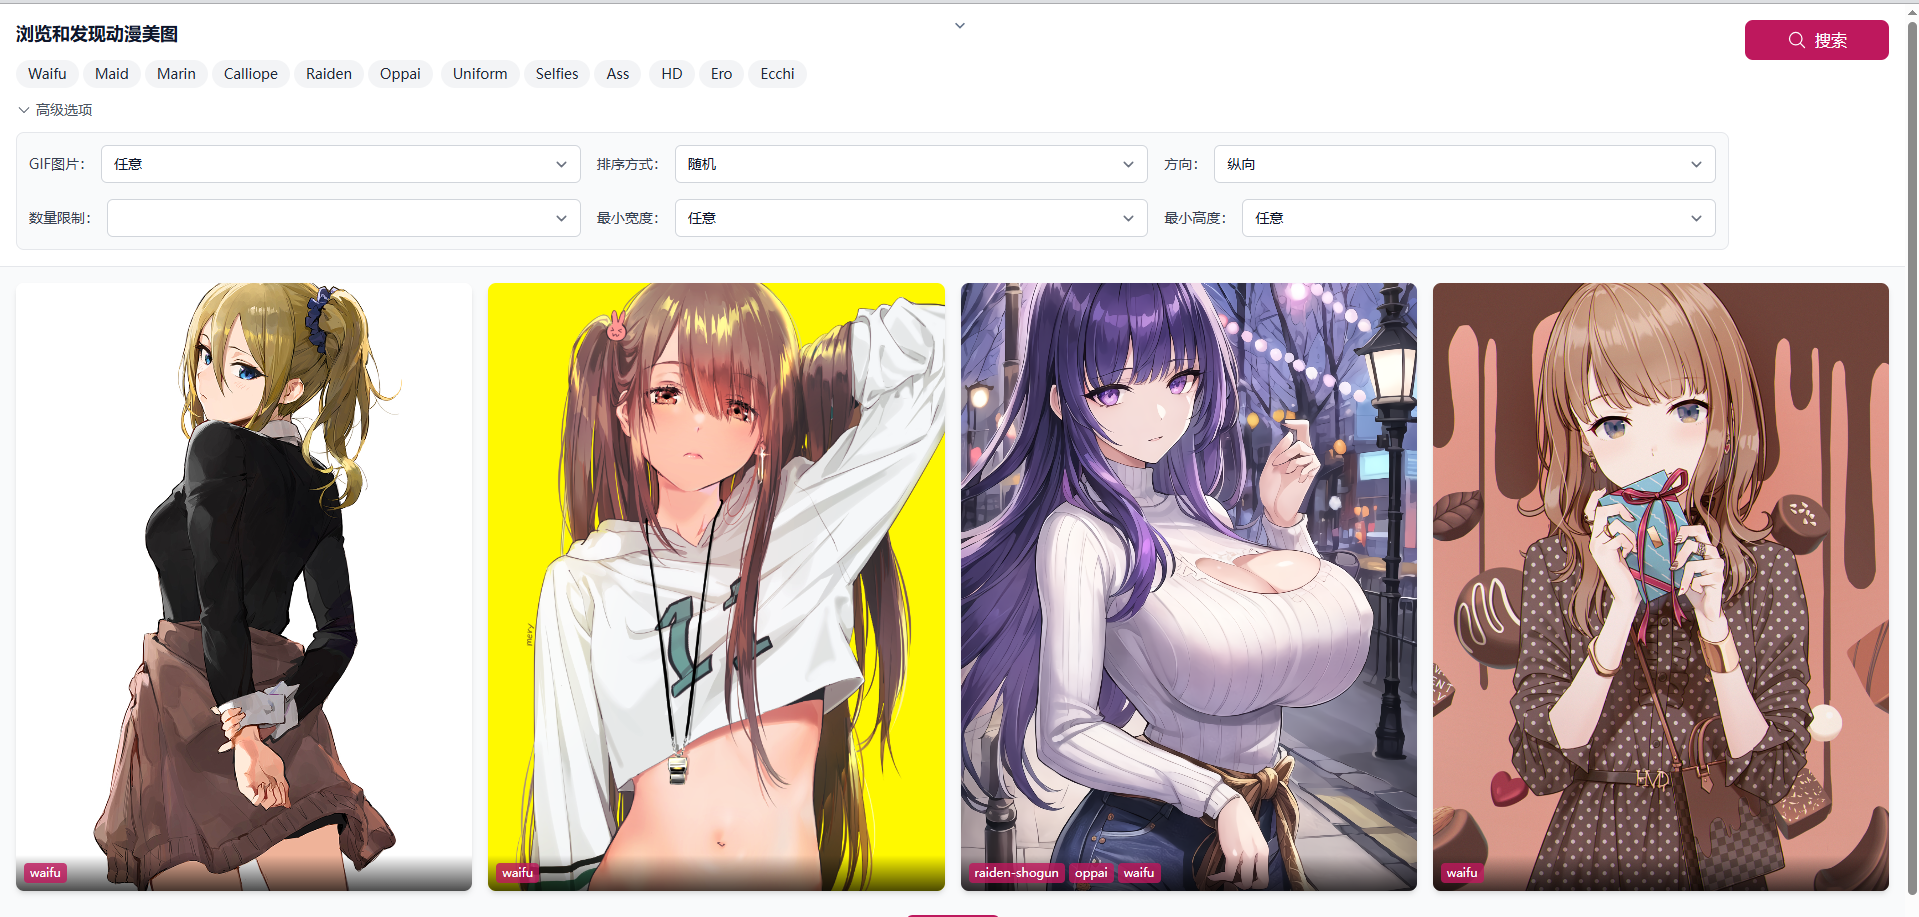 浏览和发现动漫美图
搜索
Waifu Maid Marin Calliope Raiden Oppai Uniform Selfies Ass HD Ero Ecchi
高级选项
GIF图片： 任意 排序方式： 随机 方向： 纵向
数量限制： 最小宽度： 任意 最小高度： 任意
mery
HMD
waifu
waifu
raiden-shogun oppai waifu
waifu